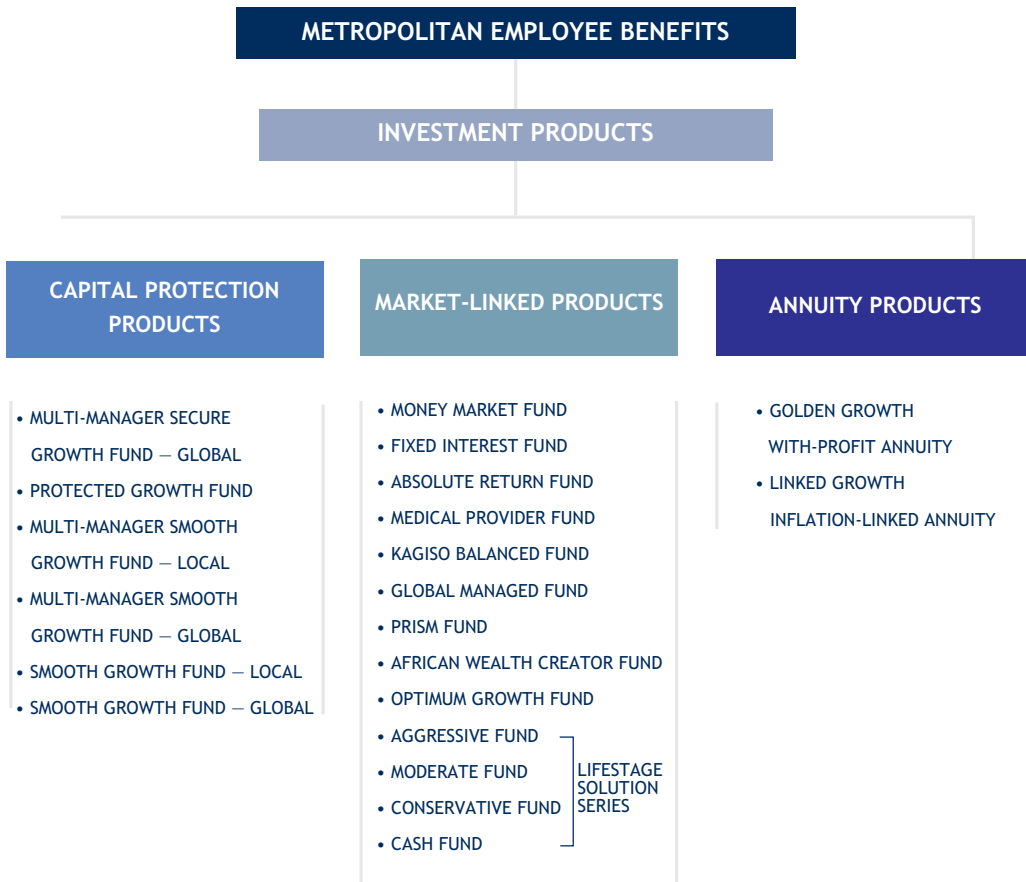 METROPOLITAN EMPLOYEE BENEFITS
INVESTMENT PRODUCTS
CAPITAL PROTECTION
PRODUCTS
• MULTI-MANAGER SECURE
GROWTH FUND — GLOBAL
• PROTECTED GROWTH FUND
• MULTI-MANAGER SMOOTH
GROWTH FUND — LOCAL
• MULTI-MANAGER SMOOTH
GROWTH FUND — GLOBAL
• SMOOTH GROWTH FUND — LOCAL
• SMOOTH GROWTH FUND — GLOBAL
MARKET-LINKED PRODUCTS
• MONEY MARKET FUND
• FIXED INTEREST FUND
• ABSOLUTE RETURN FUND
• MEDICAL PROVIDER FUND
• KAGISO BALANCED FUND
• GLOBAL MANAGED FUND
• PRISM FUND
• AFRICAN WEALTH CREATOR FUND
• OPTIMUM GROWTH FUND
• AGGRESSIVE FUND
• MODERATE FUND
• CONSERVATIVE FUND
• CASH FUND
LIFESTAGE
SOLUTION
SERIES
ANNUITY PRODUCTS
• GOLDEN GROWTH
WITH-PROFIT ANNUITY
• LINKED GROWTH
INFLATION-LINKED ANNUITY